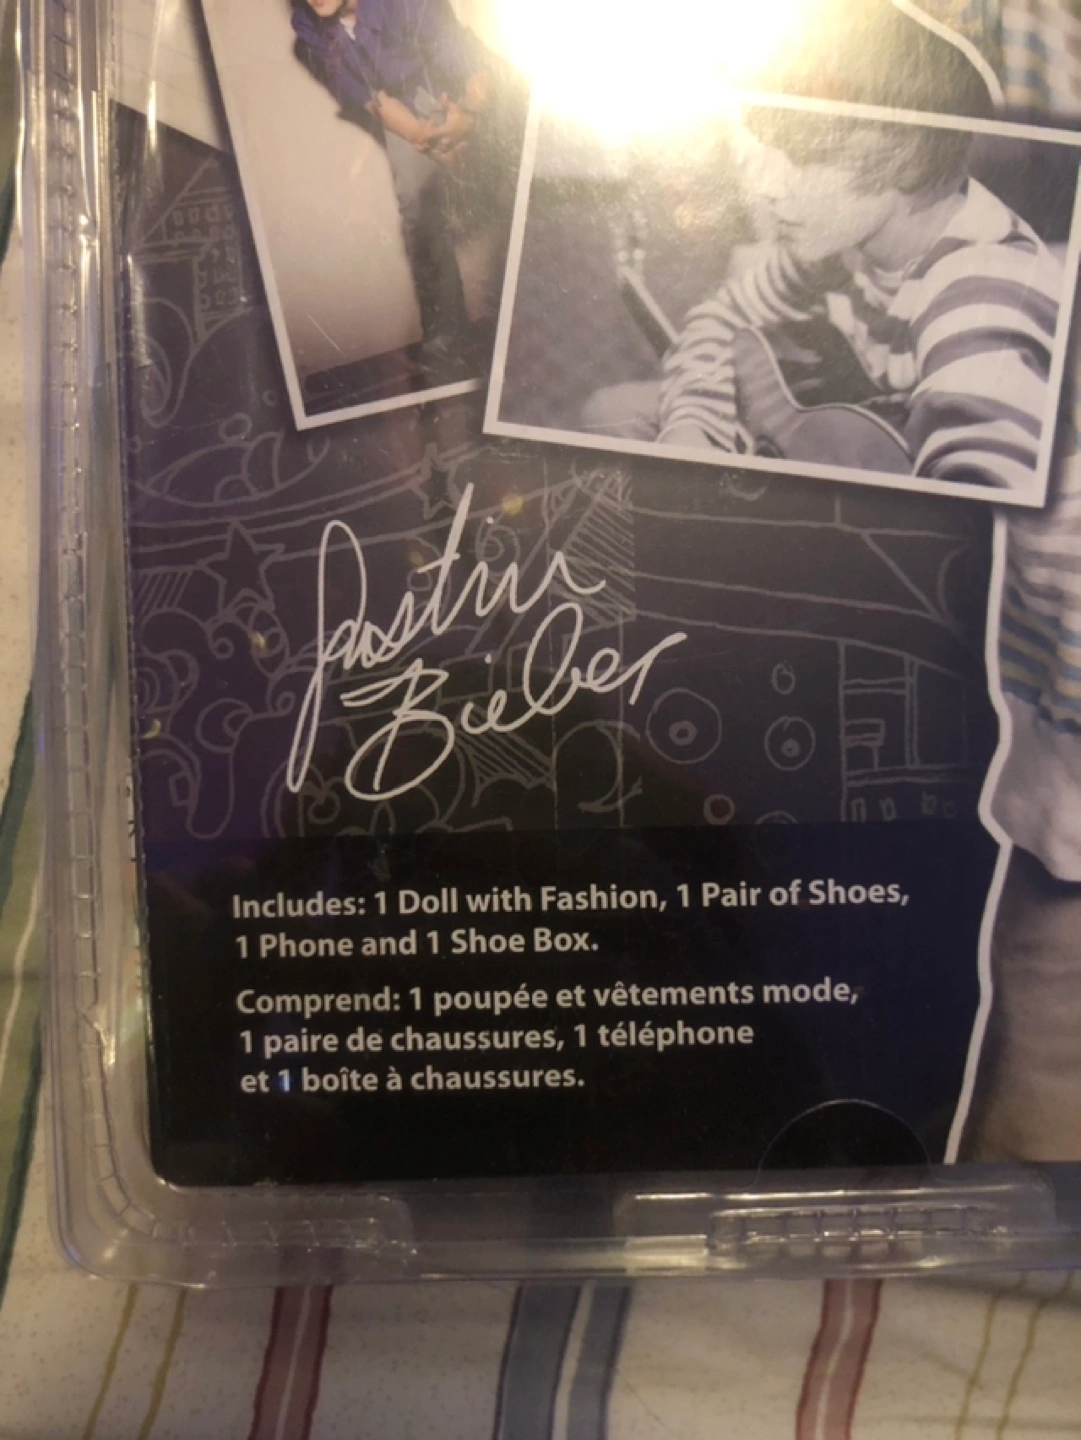 Justin
Bieber
Includes: 1 Doll with Fashion, 1 Pair of Shoes,
1 Phone and 1 Shoe Box.
Comprend: 1 poupée et vêtements mode,
1 paire de chaussures, 1 téléphone
et 1 boîte à chaussures.